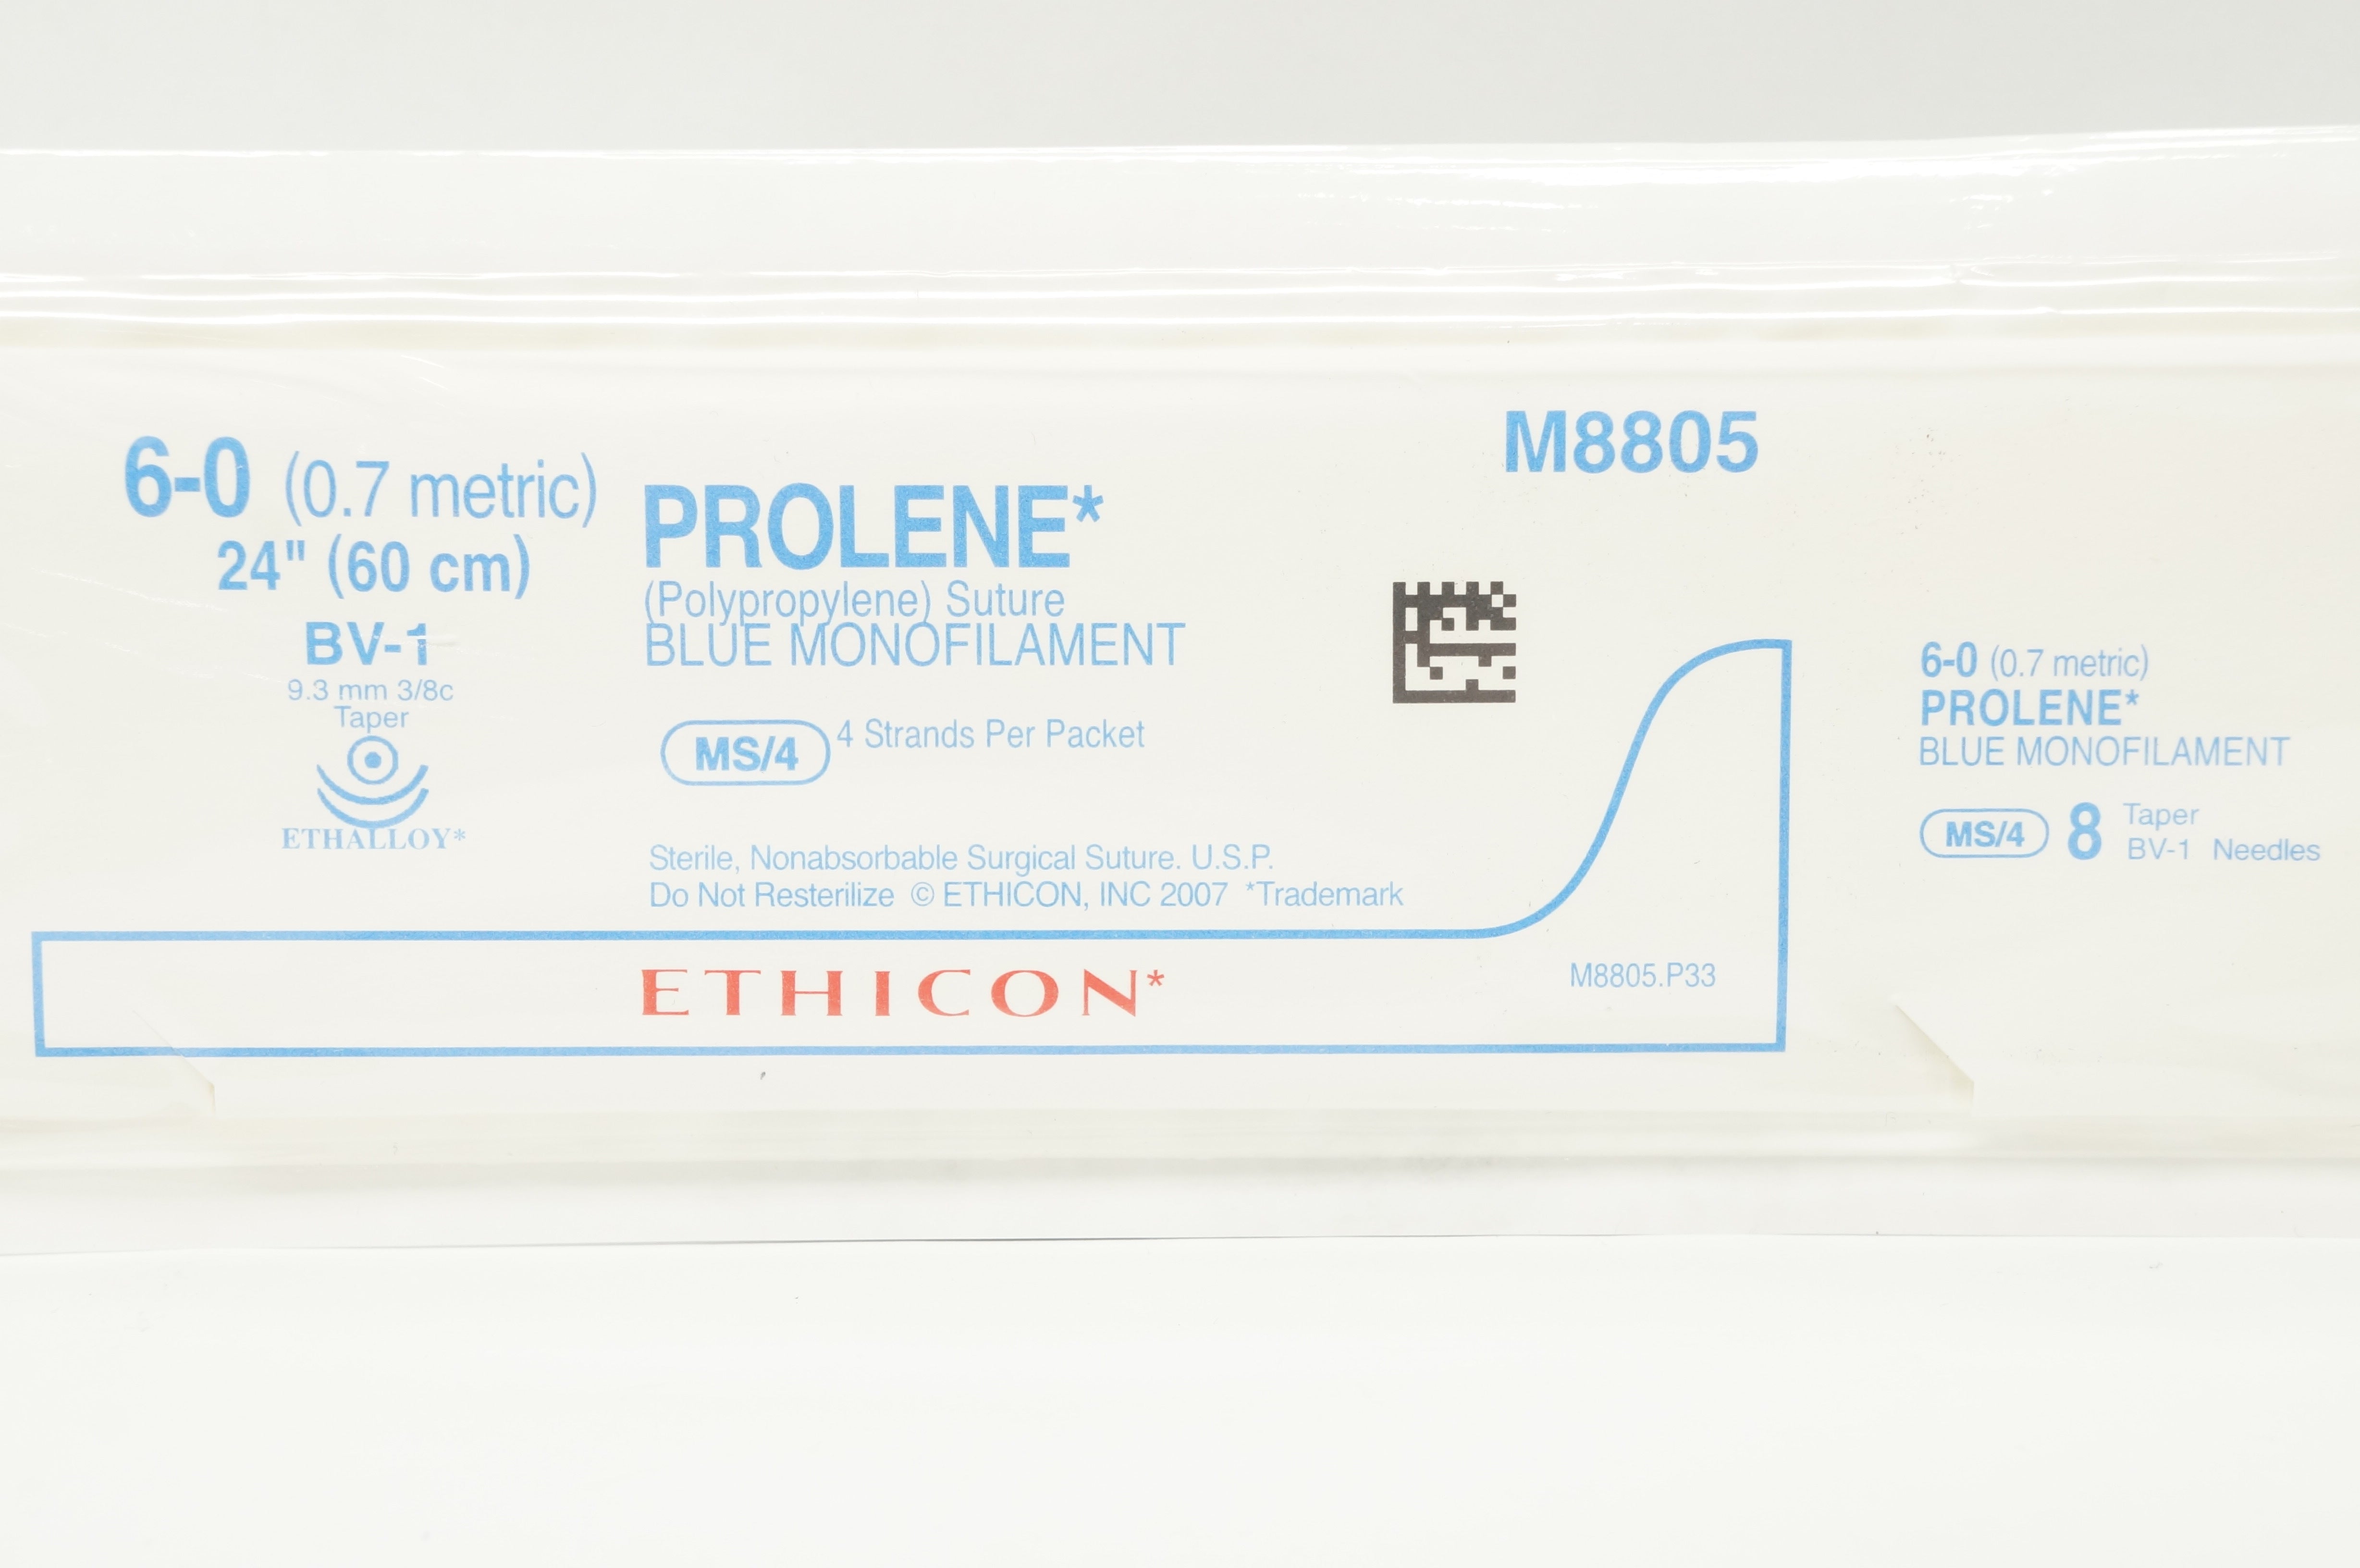 M8805
6-0 (0.7 metric)
24" (60 cm)
BV-1
9.3 mm 3/8c
Taper
ETHALLOY*
PROLENE*
(Polypropylene) Suture
BLUE MONOFILAMENT
MS/4 4 Strands Per Packet
Sterile, Nonabsorbable Surgical Suture. U.S.P.
Do Not Resterilize © ETHICON, INC 2007 *Trademark
ETHICON*
M8805.P33
6-0 (0.7 metric)
PROLENE*
BLUE MONOFILAMENT
MS/4 8 Taper
BV-1 Needles